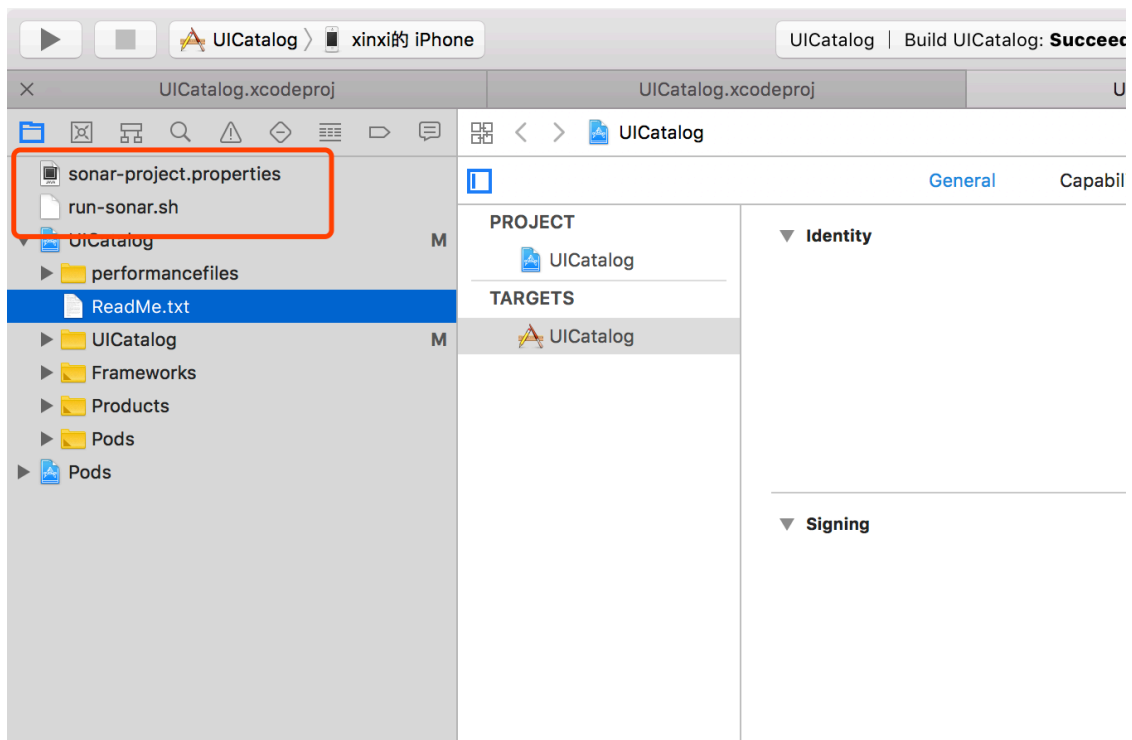 UICatalog 〉 xinxi的 iPhone
UICatalog | Build UICatalog: Succeed
UICatalog.xcodeproj
UICatalog.xcodeproj
U
UICatalog
sonar-project.properties
run-sonar.sh
UICatalog M
performancefiles
ReadMe.txt
UICatalog M
Frameworks
Products
Pods
Pods
General
Capabil
PROJECT
UICatalog
TARGETS
UICatalog
Identity
Signing